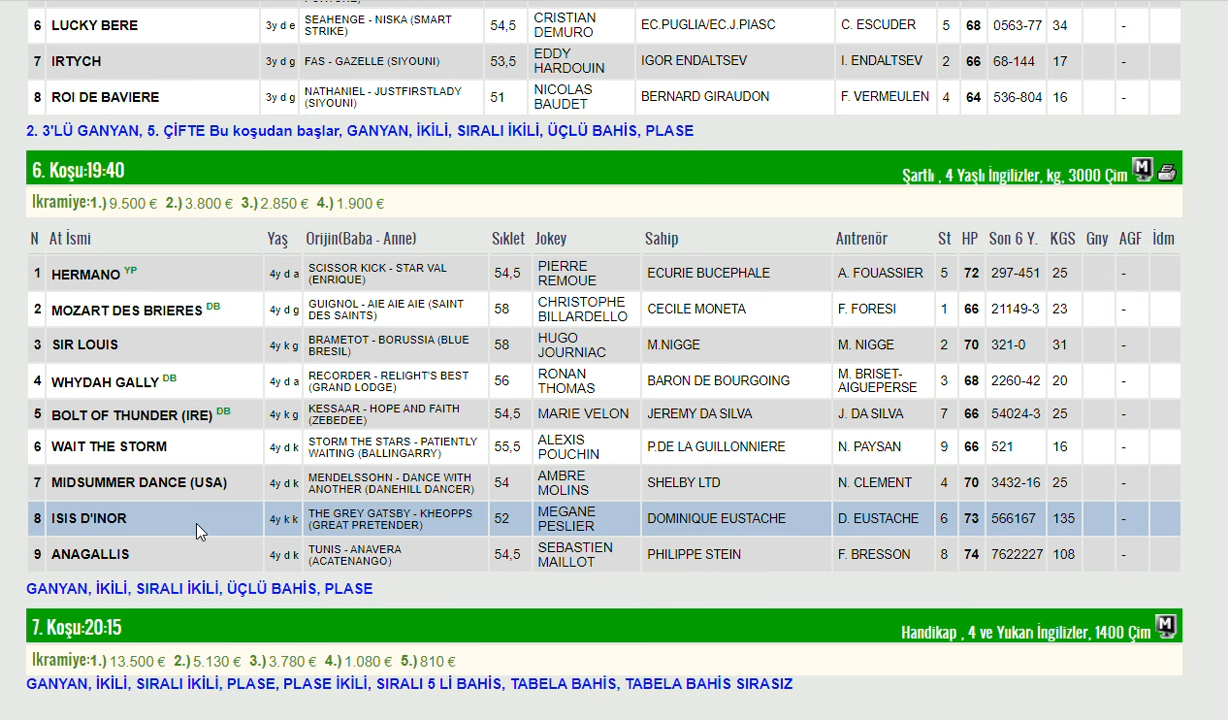 6 LUCKY BERE 3y d e SEAHENGE - NISKA (SMART STRIKE) 54,5 CRISTIAN DEMURO EC.PUGLIA/EC.J.PIASC C. ESCUDER 5 68 0563-77 34 -
7 IRTYCH 3y d g FAS - GAZELLE (SIYOUNI) 53,5 EDDY HARDOUIN IGOR ENDALTSEV I. ENDALTSEV 2 66 68-144 17 -
8 ROI DE BAVIERE 3y d g NATHANIEL - JUSTFIRSTLADY (SIYOUNI) 51 NICOLAS BAUDET BERNARD GIRAUDON F. VERMEULEN 4 64 536-804 16 -
2. 3'LÜ GANYAN, 5. ÇİFTE Bu koşudan başlar, GANYAN, İKİLİ, SIRALI İKİLİ, ÜÇLÜ BAHİS, PLASE
6. Koşu:19:40 Şartlı , 4 Yaşlı İngilizler, kg, 3000 Çim
İkramiye:1.) 9.500 € 2.) 3.800 € 3.) 2.850 € 4.) 1.900 €
N At İsmi Yaş Orijin(Baba - Anne) Sıklet Jokey Sahip Antrenör St HP Son 6 Y. KGS Gny AGF İdm
1 HERMANO YP 4y d a SCISSOR KICK - STAR VAL (ENRIQUE) 54,5 PIERRE REMOUE ECURIE BUCEPHALE A. FOUASSIER 5 72 297-451 25 -
2 MOZART DES BRIERES DB 4y d g GUIGNOL - AIE AIE AIE (SAINT DES SAINTS) 58 CHRISTOPHE BILLARDELLO CECILE MONETA F. FORESI 1 66 21149-3 23 -
3 SIR LOUIS 4y k g BRAMETOT - BORUSSIA (BLUE BRESIL) 58 HUGO JOURNIAC M.NIGGE M. NIGGE 2 70 321-0 31 -
4 WHYDAH GALLY DB 4y d a RECORDER - RELIGHT'S BEST (GRAND LODGE) 56 RONAN THOMAS BARON DE BOURGOING M. BRISET-AIGUEPERSE 3 68 2260-42 20 -
5 BOLT OF THUNDER (IRE) DB 4y k g KESSAAR - HOPE AND FAITH (ZEBEDEE) 54,5 MARIE VELON JEREMY DA SILVA J. DA SILVA 7 66 54024-3 25 -
6 WAIT THE STORM 4y d k STORM THE STARS - PATIENTLY WAITING (BALLINGARRY) 55,5 ALEXIS POUCHIN P.DE LA GUILLONNIERE N. PAYSAN 9 66 521 16 -
7 MIDSUMMER DANCE (USA) 4y d k MENDELSSOHN - DANCE WITH ANOTHER (DANEHILL DANCER) 54 AMBRE MOLINS SHELBY LTD N. CLEMENT 4 70 3432-16 25 -
8 ISIS D'INOR 4y k k THE GREY GATSBY - KHEOPPS (GREAT PRETENDER) 52 MEGANE PESLIER DOMINIQUE EUSTACHE D. EUSTACHE 6 73 566167 135 -
9 ANAGALLIS 4y d k TUNIS - ANAVERA (ACATENANGO) 54,5 SEBASTIEN MAILLOT PHILIPPE STEIN F. BRESSON 8 74 7622227 108 -
GANYAN, İKİLİ, SIRALI İKİLİ, ÜÇLÜ BAHİS, PLASE
7. Koşu:20:15 Handikap , 4 ve Yukarı İngilizler, 1400 Çim
İkramiye:1.) 13.500 € 2.) 5.130 € 3.) 3.780 € 4.) 1.080 € 5.) 810 €
GANYAN, İKİLİ, SIRALI İKİLİ, PLASE, PLASE İKİLİ, SIRALI 5 Lİ BAHİS, TABELA BAHİS, TABELA BAHİS SIRASIZ